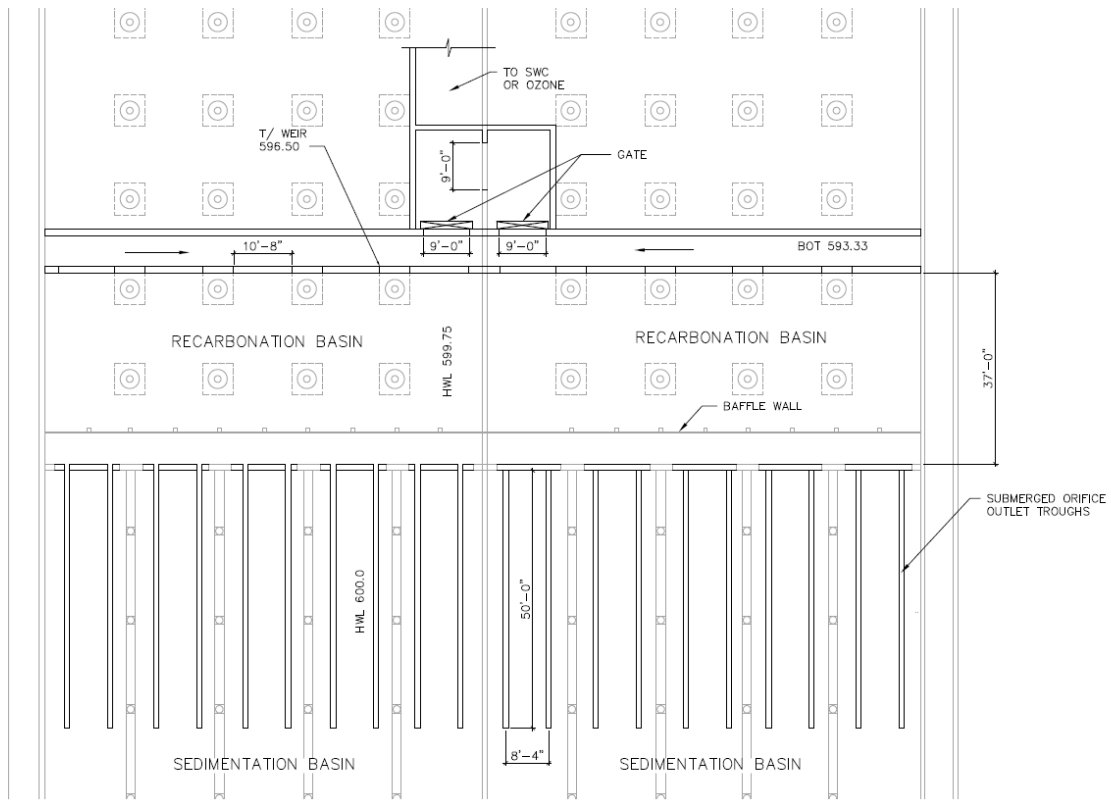 TO SWC
OR OZONE
T/ WEIR
596.50
GATE
9'-0"
9'-0"
9'-0"
10'-8"
BOT 593.33
RECARBONATION BASIN
RECARBONATION BASIN
HWL 599.75
37'-0"
BAFFLE WALL
SUBMERGED ORIFICE
OUTLET TROUGHS
HWL 600.0
50'-0"
8'-4"
SEDIMENTATION BASIN
SEDIMENTATION BASIN